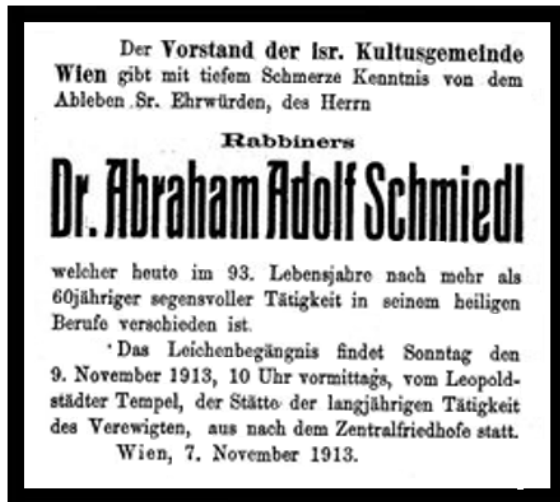 Der Vorstand der isr. Kultusgemeinde
Wien gibt mit tiefem Schmerze Kenntnis von dem
Ableben Sr. Ehrwürden, des Herrn
Rabbiners
Dr. Abraham Adolf Schmiedl
welcher heute im 93. Lebensjahre nach mehr als
60jähriger segensvoller Tätigkeit in seinem heiligen
Berufe verschieden ist.
Das Leichenbegängnis findet Sonntag den
9. November 1913, 10 Uhr vormittags, vom Leopold-
städter Tempel, der Stätte der langjährigen Tätigkeit
des Verewigten, aus nach dem Zentralfriedhofe statt.
Wien, 7. November 1913.